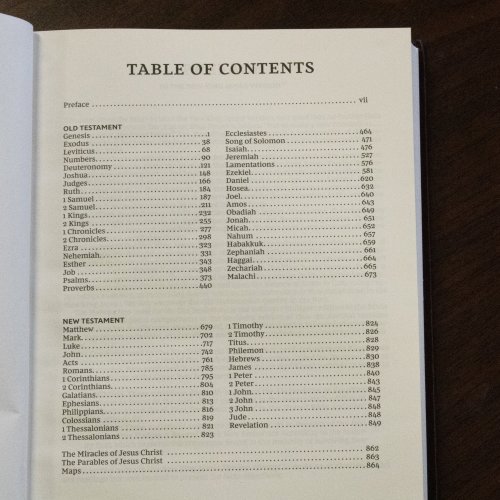 TABLE OF CONTENTS
Preface vii
OLD TESTAMENT
Genesis 1
Exodus 38
Leviticus 68
Numbers 90
Deuteronomy 121
Joshua 148
Judges 166
Ruth 184
1 Samuel 187
2 Samuel 211
1 Kings 232
2 Kings 255
1 Chronicles 277
2 Chronicles 298
Ezra 323
Nehemiah 331
Esther 343
Job 348
Psalms 373
Proverbs 440
Ecclesiastes 464
Song of Solomon 471
Isaiah 476
Jeremiah 527
Lamentations 576
Ezekiel 581
Daniel 620
Hosea 632
Joel 640
Amos 643
Obadiah 649
Jonah 651
Micah 652
Nahum 657
Habakkuk 659
Zephaniah 661
Haggai 664
Zechariah 665
Malachi 673
NEW TESTAMENT
Matthew 679
Mark 702
Luke 717
John 742
Acts 761
Romans 785
1 Corinthians 795
2 Corinthians 804
Galatians 810
Ephesians 813
Philippians 816
Colossians 819
1 Thessalonians 821
2 Thessalonians 823
1 Timothy 824
2 Timothy 826
Titus 828
Philemon 829
Hebrews 830
James 838
1 Peter 840
2 Peter 843
1 John 845
2 John 847
3 John 848
Jude 848
Revelation 849
The Miracles of Jesus Christ 862
The Parables of Jesus Christ 863
Maps 864